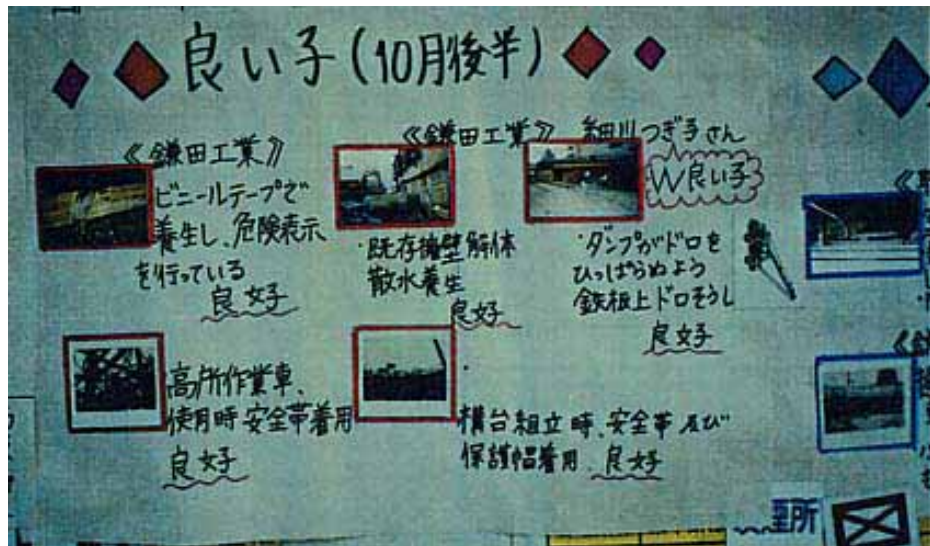 良い子(10月後半)
《鎌田工業》
ビニールテープで
養生し、危険表示
を行っている
良好
《鎌田工業》
・既存擁壁解体
散水養生
良好
細川つぎ子さん
W良い子
・ダンプがドロを
ひっぱらぬよう
鉄板上ドロそうじ
良好
高所作業車、
使用時安全帯着用
良好
構台組立時、安全帯及び
保護帽着用 良好